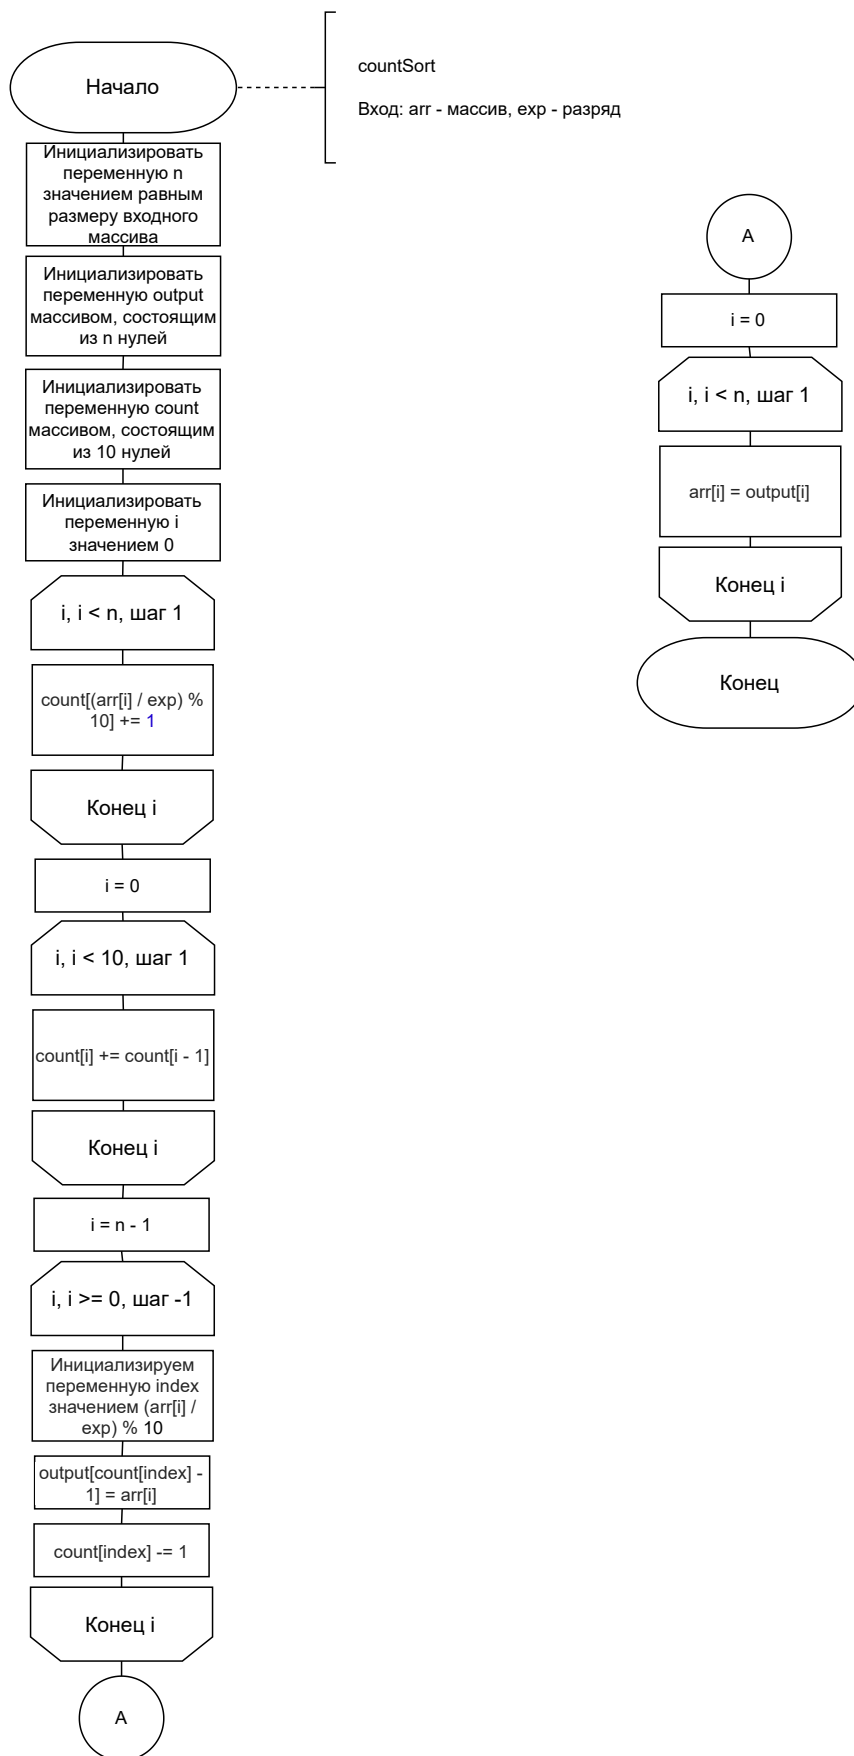 Начало
countSort
Вход: arr - массив, exp - разряд
Инициализировать
переменную n
значением равным
размеру входного
массива
Инициализировать
переменную output
массивом, состоящим
из n нулей
Инициализировать
переменную count
массивом, состоящим
из 10 нулей
Инициализировать
переменную i
значением 0
i, i < n, шаг 1
count[(arr[i] / exp) %
10] += 1
Конец i
i = 0
i, i < 10, шаг 1
count[i] += count[i - 1]
Конец i
i = n - 1
i, i >= 0, шаг -1
Инициализируем
переменную index
значением (arr[i] /
exp) % 10
output[count[index] -
1] = arr[i]
count[index] -= 1
Конец i
A
A
i = 0
i, i < n, шаг 1
arr[i] = output[i]
Конец i
Конец